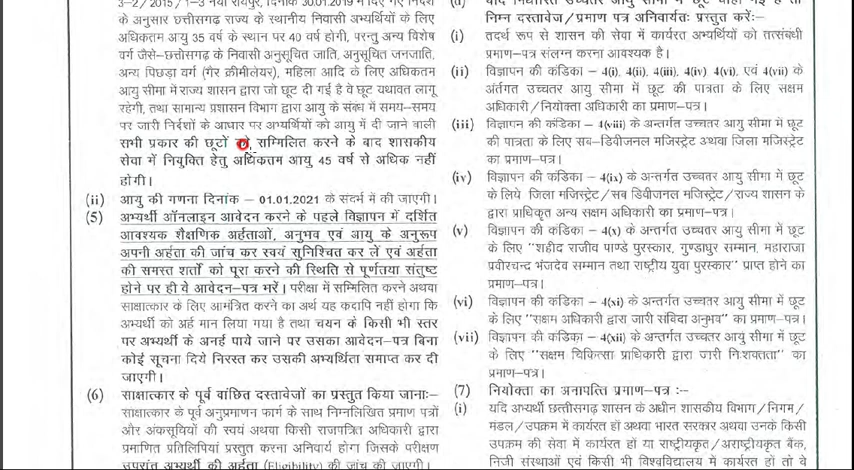 3-2/2015/1-3 नवा रायपुर, दिनांक 30.01.2019 में दिए गए निर्देश
के अनुसार छत्तीसगढ़ राज्य के स्थानीय निवासी अभ्यर्थियों के लिए
अधिकतम आयु 35 वर्ष के स्थान पर 40 वर्ष होगी, परन्तु अन्य विशेष
वर्ग जैसे–छत्तीसगढ़ के निवासी अनुसूचित जाति, अनुसूचित जनजाति,
अन्य पिछड़ा वर्ग (गैर क्रीमीलेयर), महिला आदि के लिए अधिकतम
आयु सीमा में राज्य शासन द्वारा जो छूट दी गई है वे छूट यथावत लागू
रहेगी, तथा सामान्य प्रशासन विभाग द्वारा आयु के संबध में समय–समय
पर जारी निर्देशों के आधार पर अभ्यर्थियों को आयु में दी जाने वाली
सभी प्रकार की छूटों को सम्मिलित करने के बाद शासकीय
सेवा में नियुक्ति हेतु अधिकतम आयु 45 वर्ष से अधिक नहीं
होगी।
(ii) आयु की गणना दिनांक – 01.01.2021 के संदर्भ में की जाएगी।
(5) अभ्यर्थी ऑनलाइन आवेदन करने के पहले विज्ञापन में दर्शित
आवश्यक शैक्षणिक अर्हताओं, अनुभव एवं आयु के अनुरूप
अपनी अर्हता की जांच कर स्वयं सुनिश्चित कर लें एवं अर्हता
की समस्त शर्तो को पूरा करने की स्थिति से पूर्णतया संतुष्ट
होने पर ही वे आवेदन–पत्र भरें। परीक्षा में सम्मिलित करने अथवा
साक्षात्कार के लिए आमंत्रित करने का अर्थ यह कदापि नहीं होगा कि
अभ्यर्थी को अर्ह मान लिया गया है तथा चयन के किसी भी स्तर
पर अभ्यर्थी के अनर्ह पाये जाने पर उसका आवेदन–पत्र बिना
कोई सूचना दिये निरस्त कर उसकी अभ्यर्थिता समाप्त कर दी
जाएगी।
(6) साक्षात्कार के पूर्व वांछित दस्तावेजों का प्रस्तुत किया जानाः–
साक्षात्कार के पूर्व अनुप्रमाणन फार्म के साथ निम्नलिखित प्रमाण पत्रों
और अंकसूचियों की स्वयं अथवा किसी राजपत्रित अधिकारी द्वारा
प्रमाणित प्रतिलिपियां प्रस्तुत करना अनिवार्य होगा जिसके परीक्षण
उपरांत अभ्यर्थी की अर्हता (Eligibility) की जांच की जाएगी।
(d) यदि निर्धारित उच्चतर आयु सीमा में छूट चाही गई है तो
निम्न दस्तावेज/प्रमाण पत्र अनिवार्यतः प्रस्तुत करेंः–
(i) तदर्थ रूप से शासन की सेवा में कार्यरत अभ्यर्थियों को तत्संबंधी
प्रमाण–पत्र संलग्न करना आवश्यक है।
(ii) विज्ञापन की कंडिका – 4(i), 4(ii), 4(iii), 4(iv) 4(vi), एवं 4(vii) के
अंर्तगत उच्चतर आयु सीमा में छूट की पात्रता के लिए सक्षम
अधिकारी/नियोक्ता अधिकारी का प्रमाण–पत्र।
(iii) विज्ञापन की कंडिका – 4(viii) के अन्तर्गत उच्चतर आयु सीमा में छूट
की पात्रता के लिए सब–डिवीजनल मजिस्ट्रेट अथवा जिला मजिस्ट्रेट
का प्रमाण–पत्र।
(iv) विज्ञापन की कंडिका – 4(ix) के अन्तर्गत उच्चतर आयु सीमा में छूट
के लिये जिला मजिस्ट्रेट/सब डिवीजनल मजिस्ट्रेट/राज्य शासन के
द्वारा प्राधिकृत अन्य सक्षम अधिकारी का प्रमाण–पत्र।
(v) विज्ञापन की कंडिका – 4(x) के अन्तर्गत उच्चतर आयु सीमा में छूट
के लिए "शहीद राजीव पाण्डे पुरस्कार, गुण्डाधुर सम्मान, महाराजा
प्रवीरचन्द भंजदेव सम्मान तथा राष्ट्रीय युवा पुरस्कार" प्राप्त होने का
प्रमाण–पत्र।
(vi) विज्ञापन की कंडिका – 4(xi) के अन्तर्गत उच्चतर आयु सीमा में छूट
के लिए "सक्षम अधिकारी द्वारा जारी संविदा अनुभव" का प्रमाण–पत्र।
(vii) विज्ञापन की कंडिका – 4(xii) के अन्तर्गत उच्चतर आयु सीमा में छूट
के लिए "सक्षम चिकित्सा प्राधिकारी द्वारा जारी निःशक्तता" का
प्रमाण–पत्र।
(7) नियोक्ता का अनापत्ति प्रमाण–पत्र :–
(i) यदि अभ्यर्थी छत्तीसगढ़ शासन के अधीन शासकीय विभाग/निगम/
मंडल/उपक्रम में कार्यरत हों अथवा भारत सरकार अथवा उनके किसी
उपक्रम की सेवा में कार्यरत हों या राष्ट्रीयकृत/अराष्ट्रीयकृत बैंक,
निजी संस्थाओं एवं किसी भी विश्वविद्यालय में कार्यरत हों तो वे